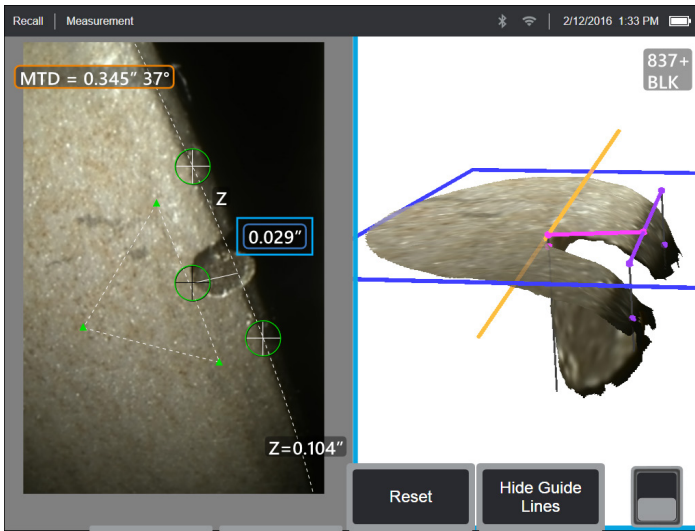 Recall Measurement 2/12/2016 1:33 PM
MTD = 0.345" 37°
837+
BLK
Z
0.029"
Z=0.104"
Reset
Hide Guide
Lines